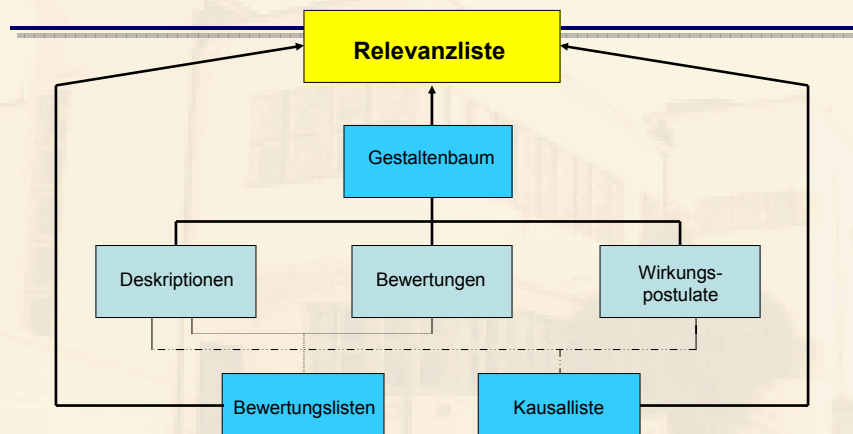 Relevanzliste
Gestaltenbaum
Deskriptionen
Bewertungen
Wirkungs-
postulate
Bewertungslisten
Kausalliste